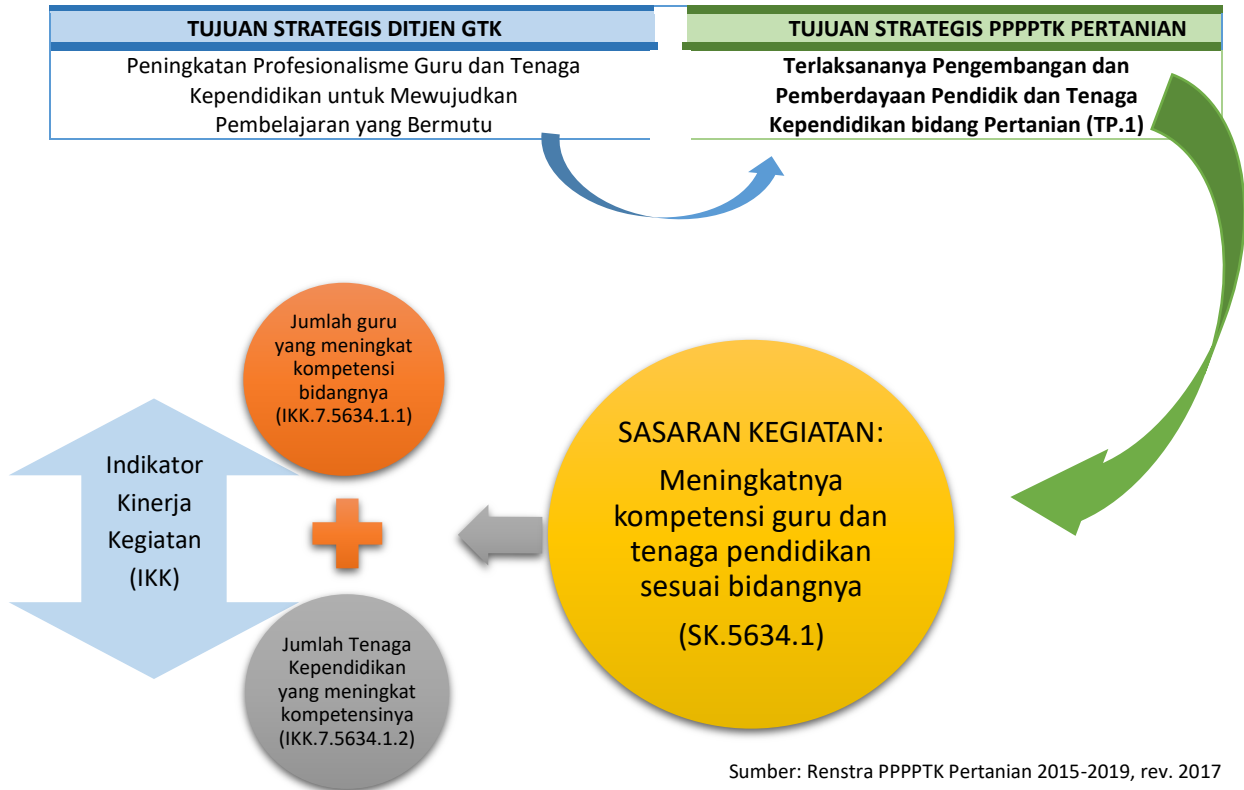 TUJUAN STRATEGIS DITJEN GTK
Peningkatan Profesionalisme Guru dan Tenaga
Kependidikan untuk Mewujudkan
Pembelajaran yang Bermutu
TUJUAN STRATEGIS PPPPTK PERTANIAN
Terlaksananya Pengembangan dan
Pemberdayaan Pendidik dan Tenaga
Kependidikan bidang Pertanian (TP.1)
Indikator
Kinerja
Kegiatan
(IKK)
Jumlah guru
yang meningkat
kompetensi
bidangnya
(IKK.7.5634.1.1)
Jumlah Tenaga
Kependidikan
yang meningkat
kompetensinya
(IKK.7.5634.1.2)
SASARAN KEGIATAN:
Meningkatnya
kompetensi guru dan
tenaga pendidikan
sesuai bidangnya
(SK.5634.1)
Sumber: Renstra PPPPTK Pertanian 2015-2019, rev. 2017